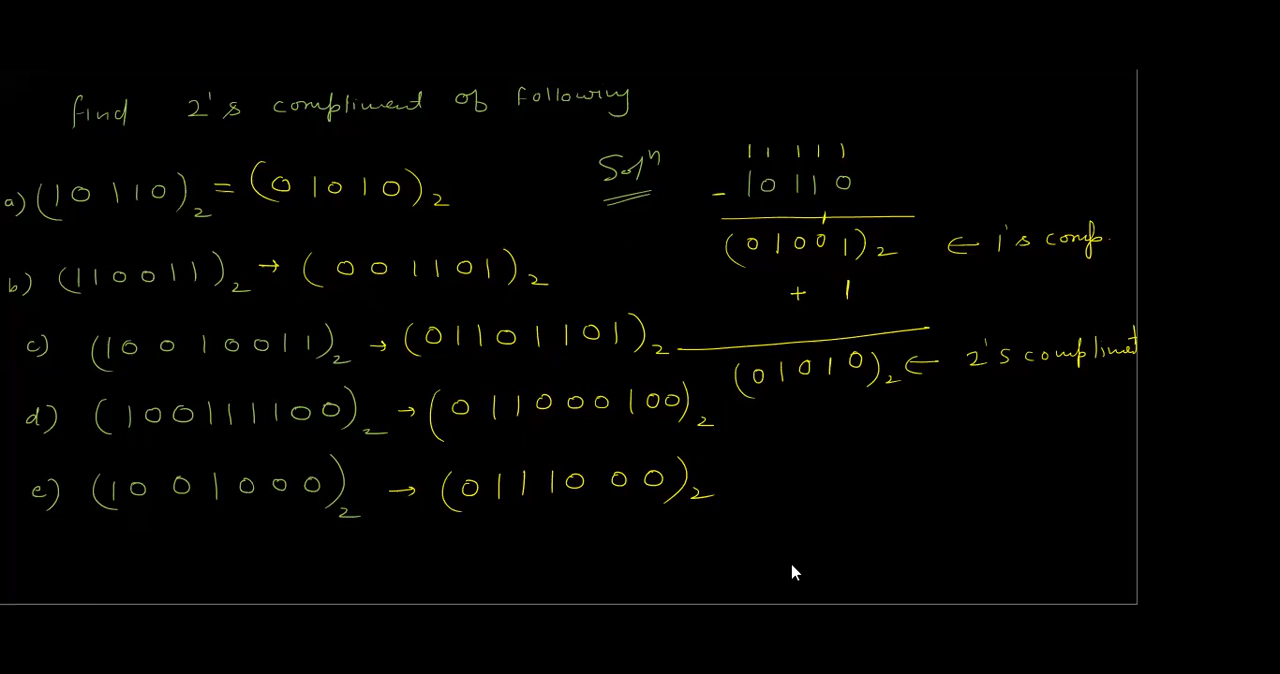 find 2's compliment of following
a) (10110)₂ = (01010)₂
b) (110011)₂ → (001101)₂
c) (10010011)₂ → (01101101)₂
d) (100111100)₂ → (011000100)₂
e) (1001000)₂ → (0111000)₂
Solⁿ
11111
- 10110
(01001)₂ ← 1's comp.
+ 1
(01010)₂ ← 2's compliment